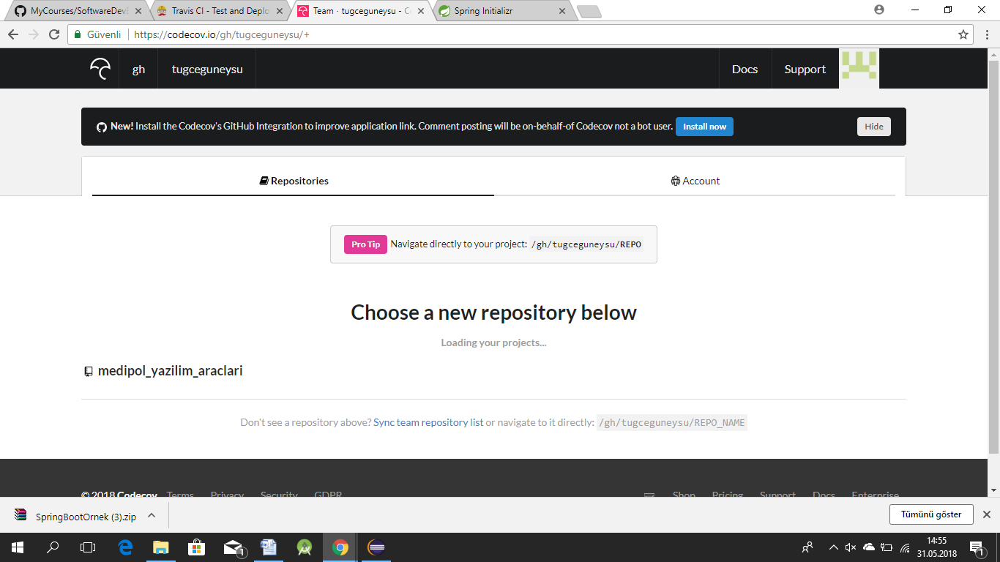 MyCourses/SoftwareDevE
Travis CI - Test and Deplo
Team · tugceguneysu - Co
Spring Initializr
Güvenli https://codecov.io/gh/tugceguneysu/+
gh tugceguneysu Docs Support
New! Install the Codecov's GitHub Integration to improve application link. Comment posting will be on-behalf-of Codecov not a bot user. Install now Hide
Repositories Account
Pro Tip Navigate directly to your project: /gh/tugceguneysu/REPO
Choose a new repository below
Loading your projects...
medipol_yazilim_araclari
Don't see a repository above? Sync team repository list or navigate to it directly: /gh/tugceguneysu/REPO_NAME
© 2018 Codecov Terms Privacy Security GDPR Shop Pricing Support Docs Enterprise
SpringBootOrnek (3).zip Tümünü göster
1
14:55
31.05.2018
1